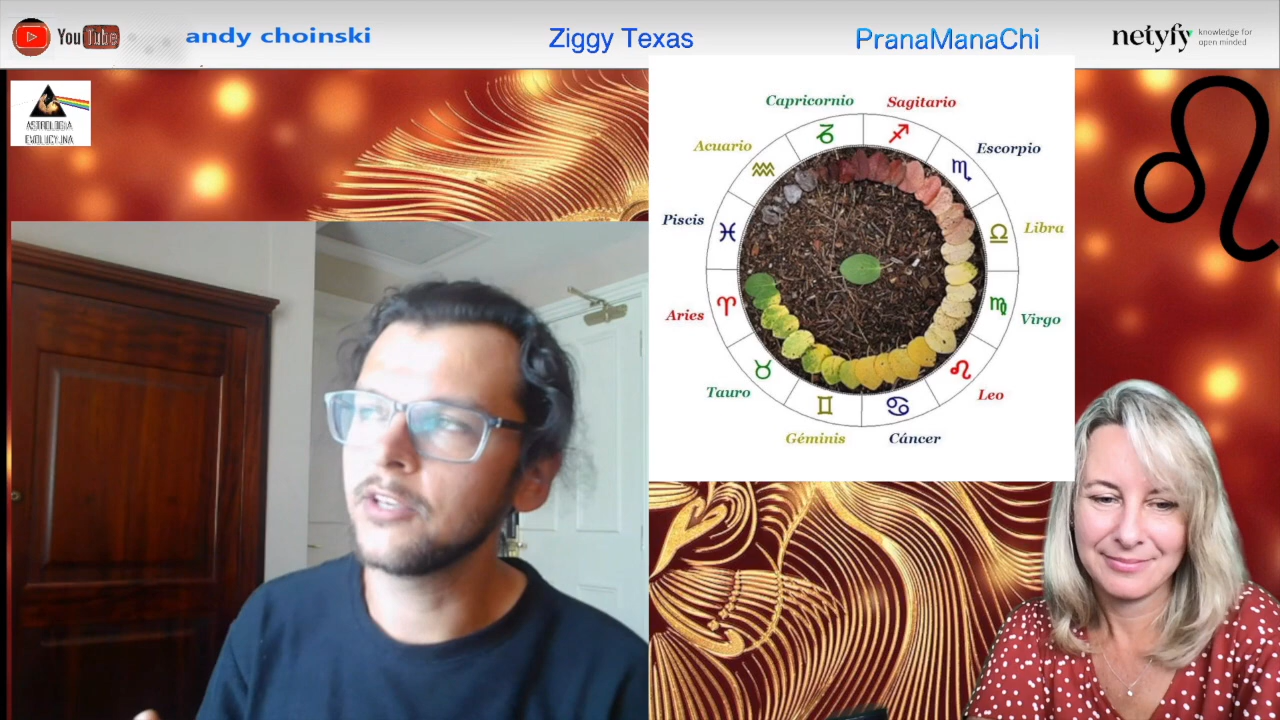 YouTube
andy choinski
Ziggy Texas
PranaManaChi
netyfy
knowledge for
open minded
ASTROLOGIA
EWOLUCYJNA
Capricornio
Sagitario
Acuario
Escorpio
Piscis
Libra
Aries
Virgo
Tauro
Leo
Géminis
Cáncer